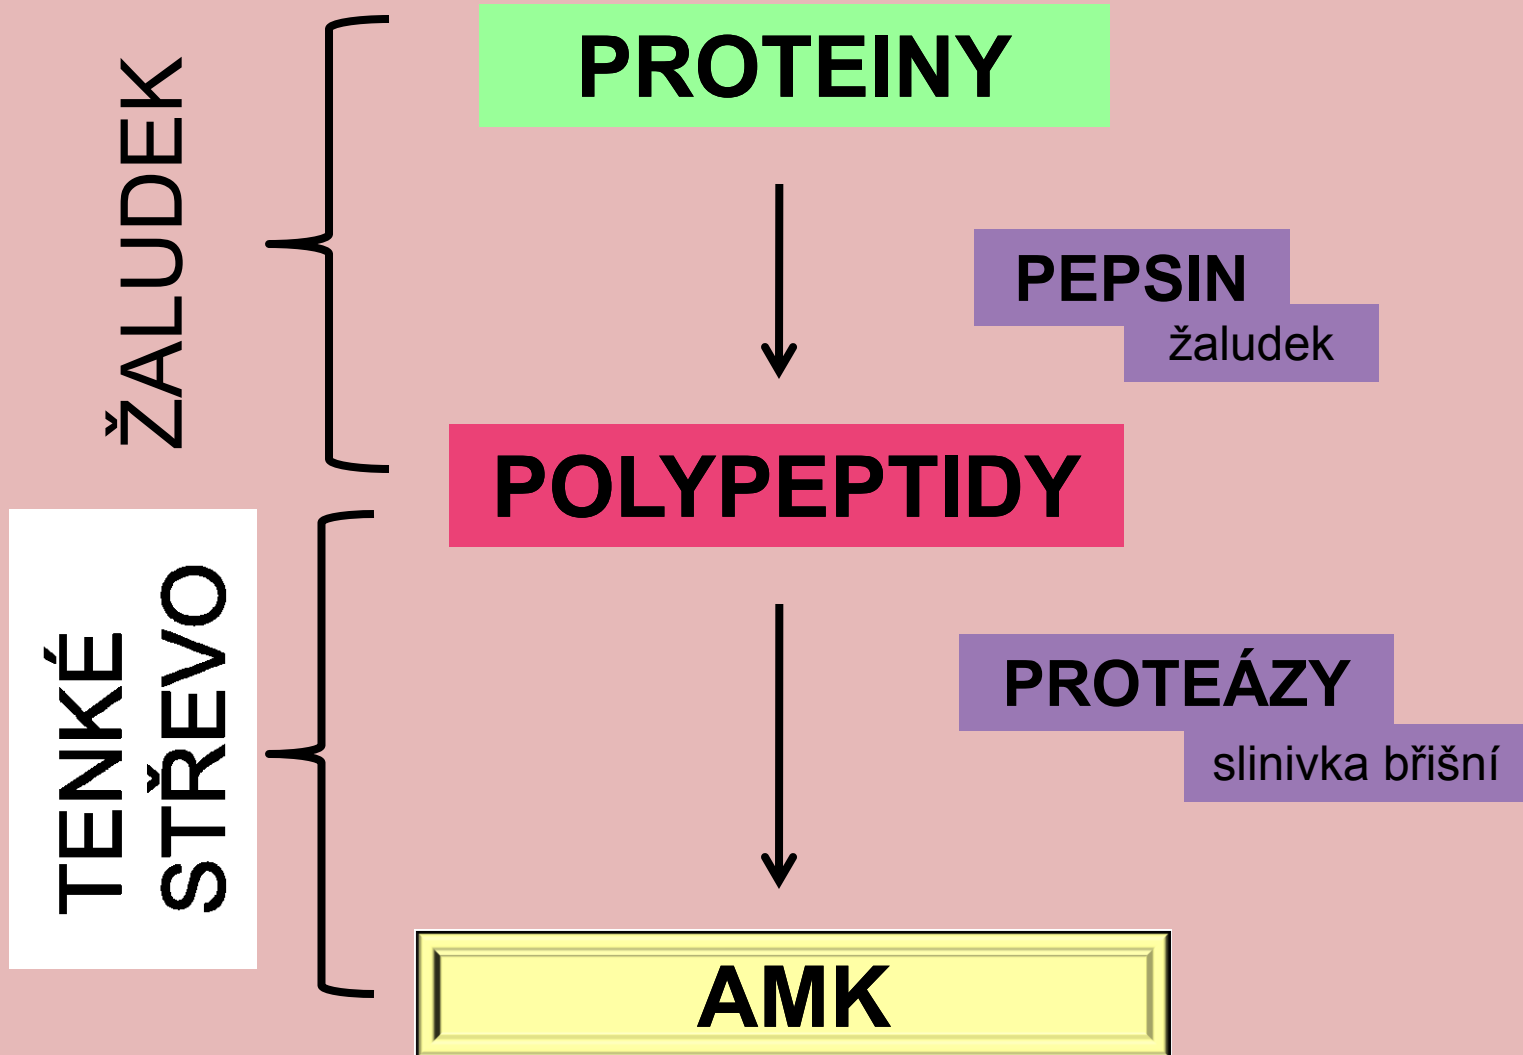 ŽALUDEK
PROTEINY
PEPSIN
žaludek
POLYPEPTIDY
TENKÉ
STŘEVO
PROTEÁZY
slinivka břišní
AMK